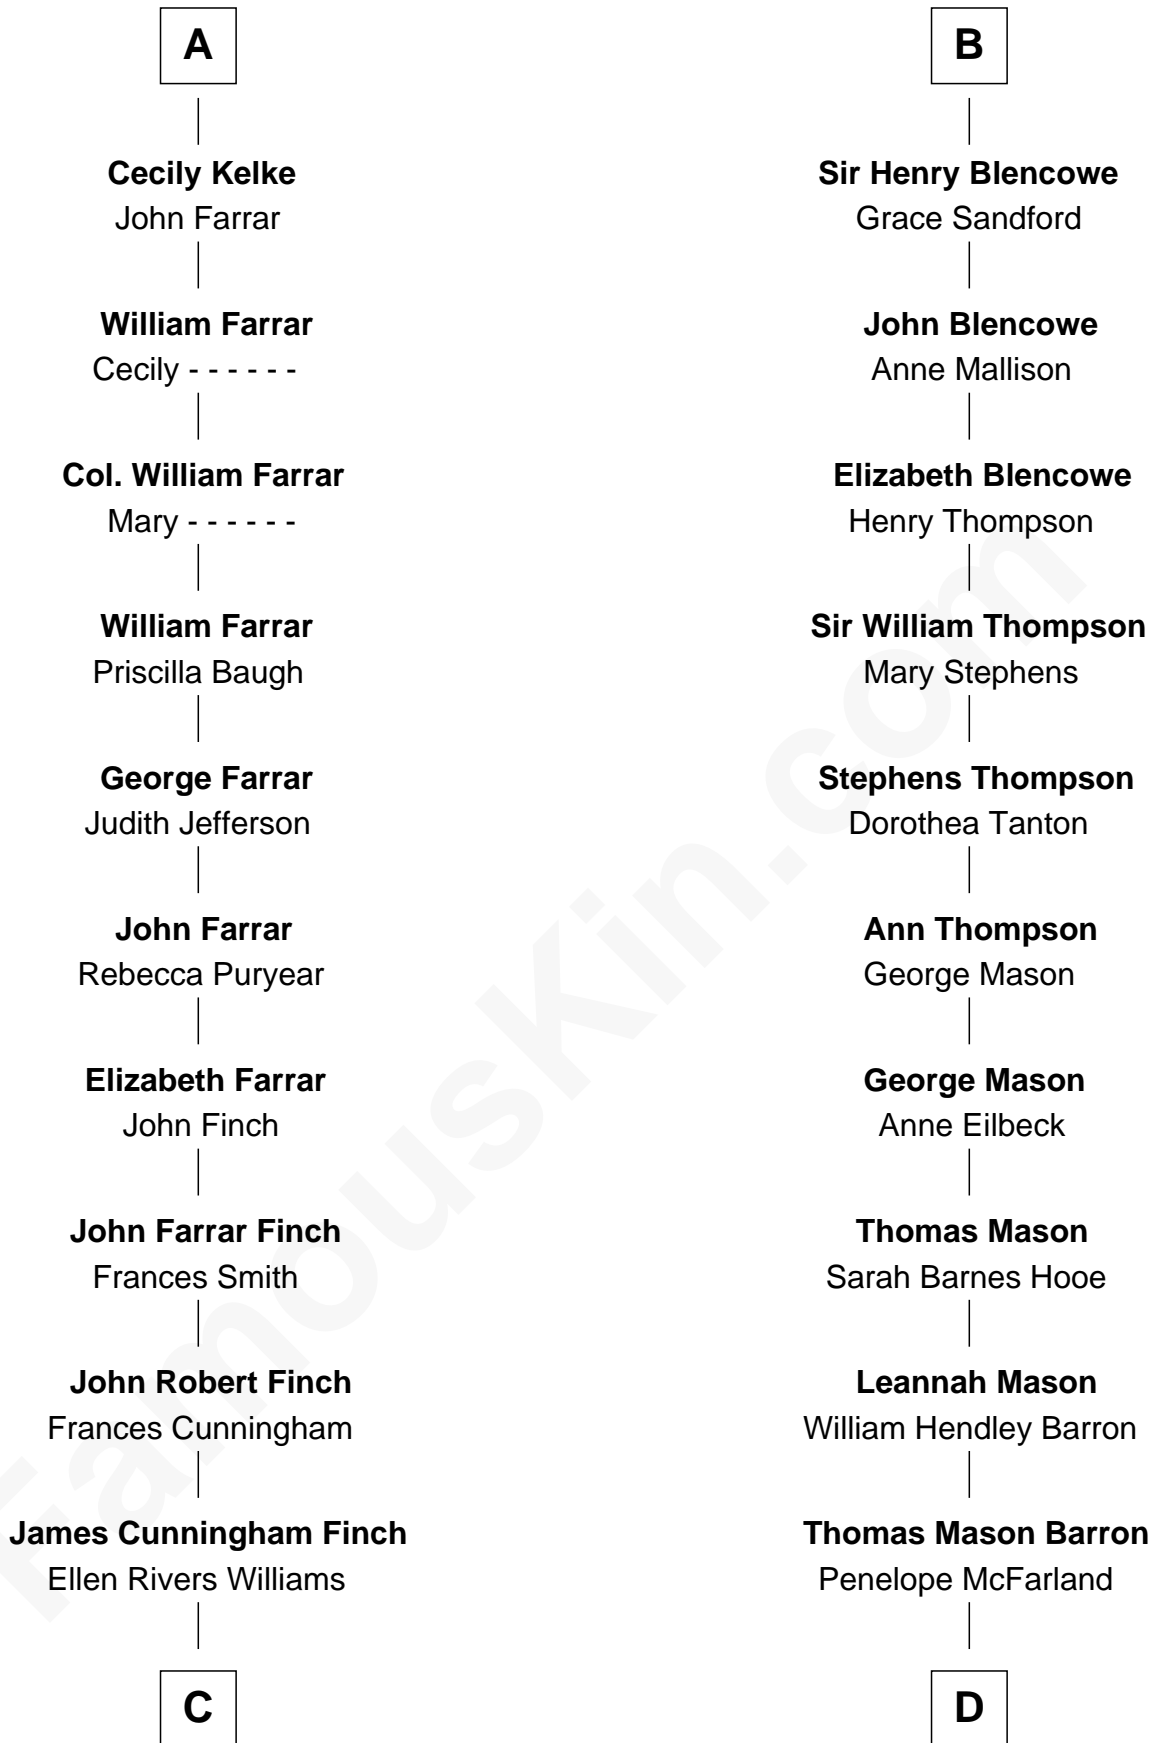 A
Cecily Kelke
John Farrar
William Farrar
Cecily - - - - - -
Col. William Farrar
Mary - - - - - -
William Farrar
Priscilla Baugh
George Farrar
Judith Jefferson
John Farrar
Rebecca Puryear
Elizabeth Farrar
John Finch
John Farrar Finch
Frances Smith
John Robert Finch
Frances Cunningham
James Cunningham Finch
Ellen Rivers Williams
C
B
Sir Henry Blencowe
Grace Sandford
John Blencowe
Anne Mallison
Elizabeth Blencowe
Henry Thompson
Sir William Thompson
Mary Stephens
Stephens Thompson
Dorothea Tanton
Ann Thompson
George Mason
George Mason
Anne Eilbeck
Thomas Mason
Sarah Barnes Hooe
Leannah Mason
William Hendley Barron
Thomas Mason Barron
Penelope McFarland
D
FamousKin.com